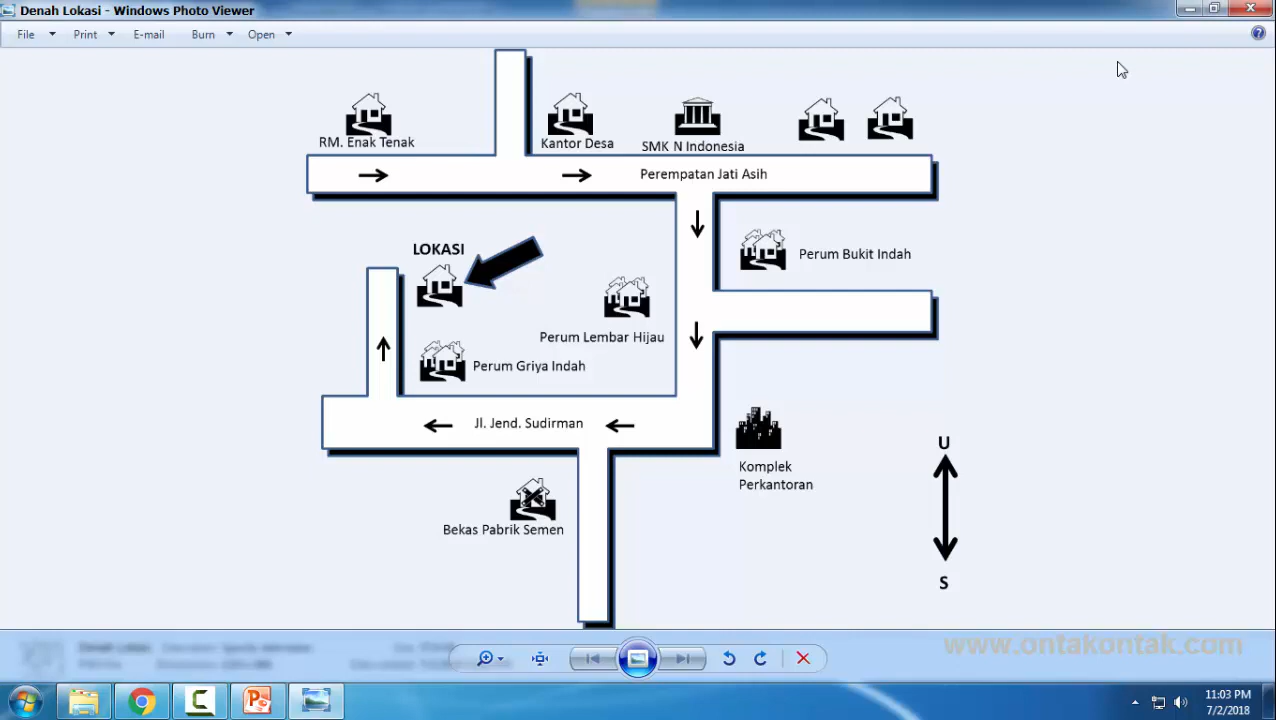 Denah Lokasi - Windows Photo Viewer
File Print E-mail Burn Open
RM. Enak Tenak
Kantor Desa
SMK N Indonesia
Perempatan Jati Asih
LOKASI
Perum Bukit Indah
Perum Lembar Hijau
Perum Griya Indah
Jl. Jend. Sudirman
U
Komplek
Perkantoran
Bekas Pabrik Semen
S
www.ontakontak.com
11:03 PM
7/2/2018